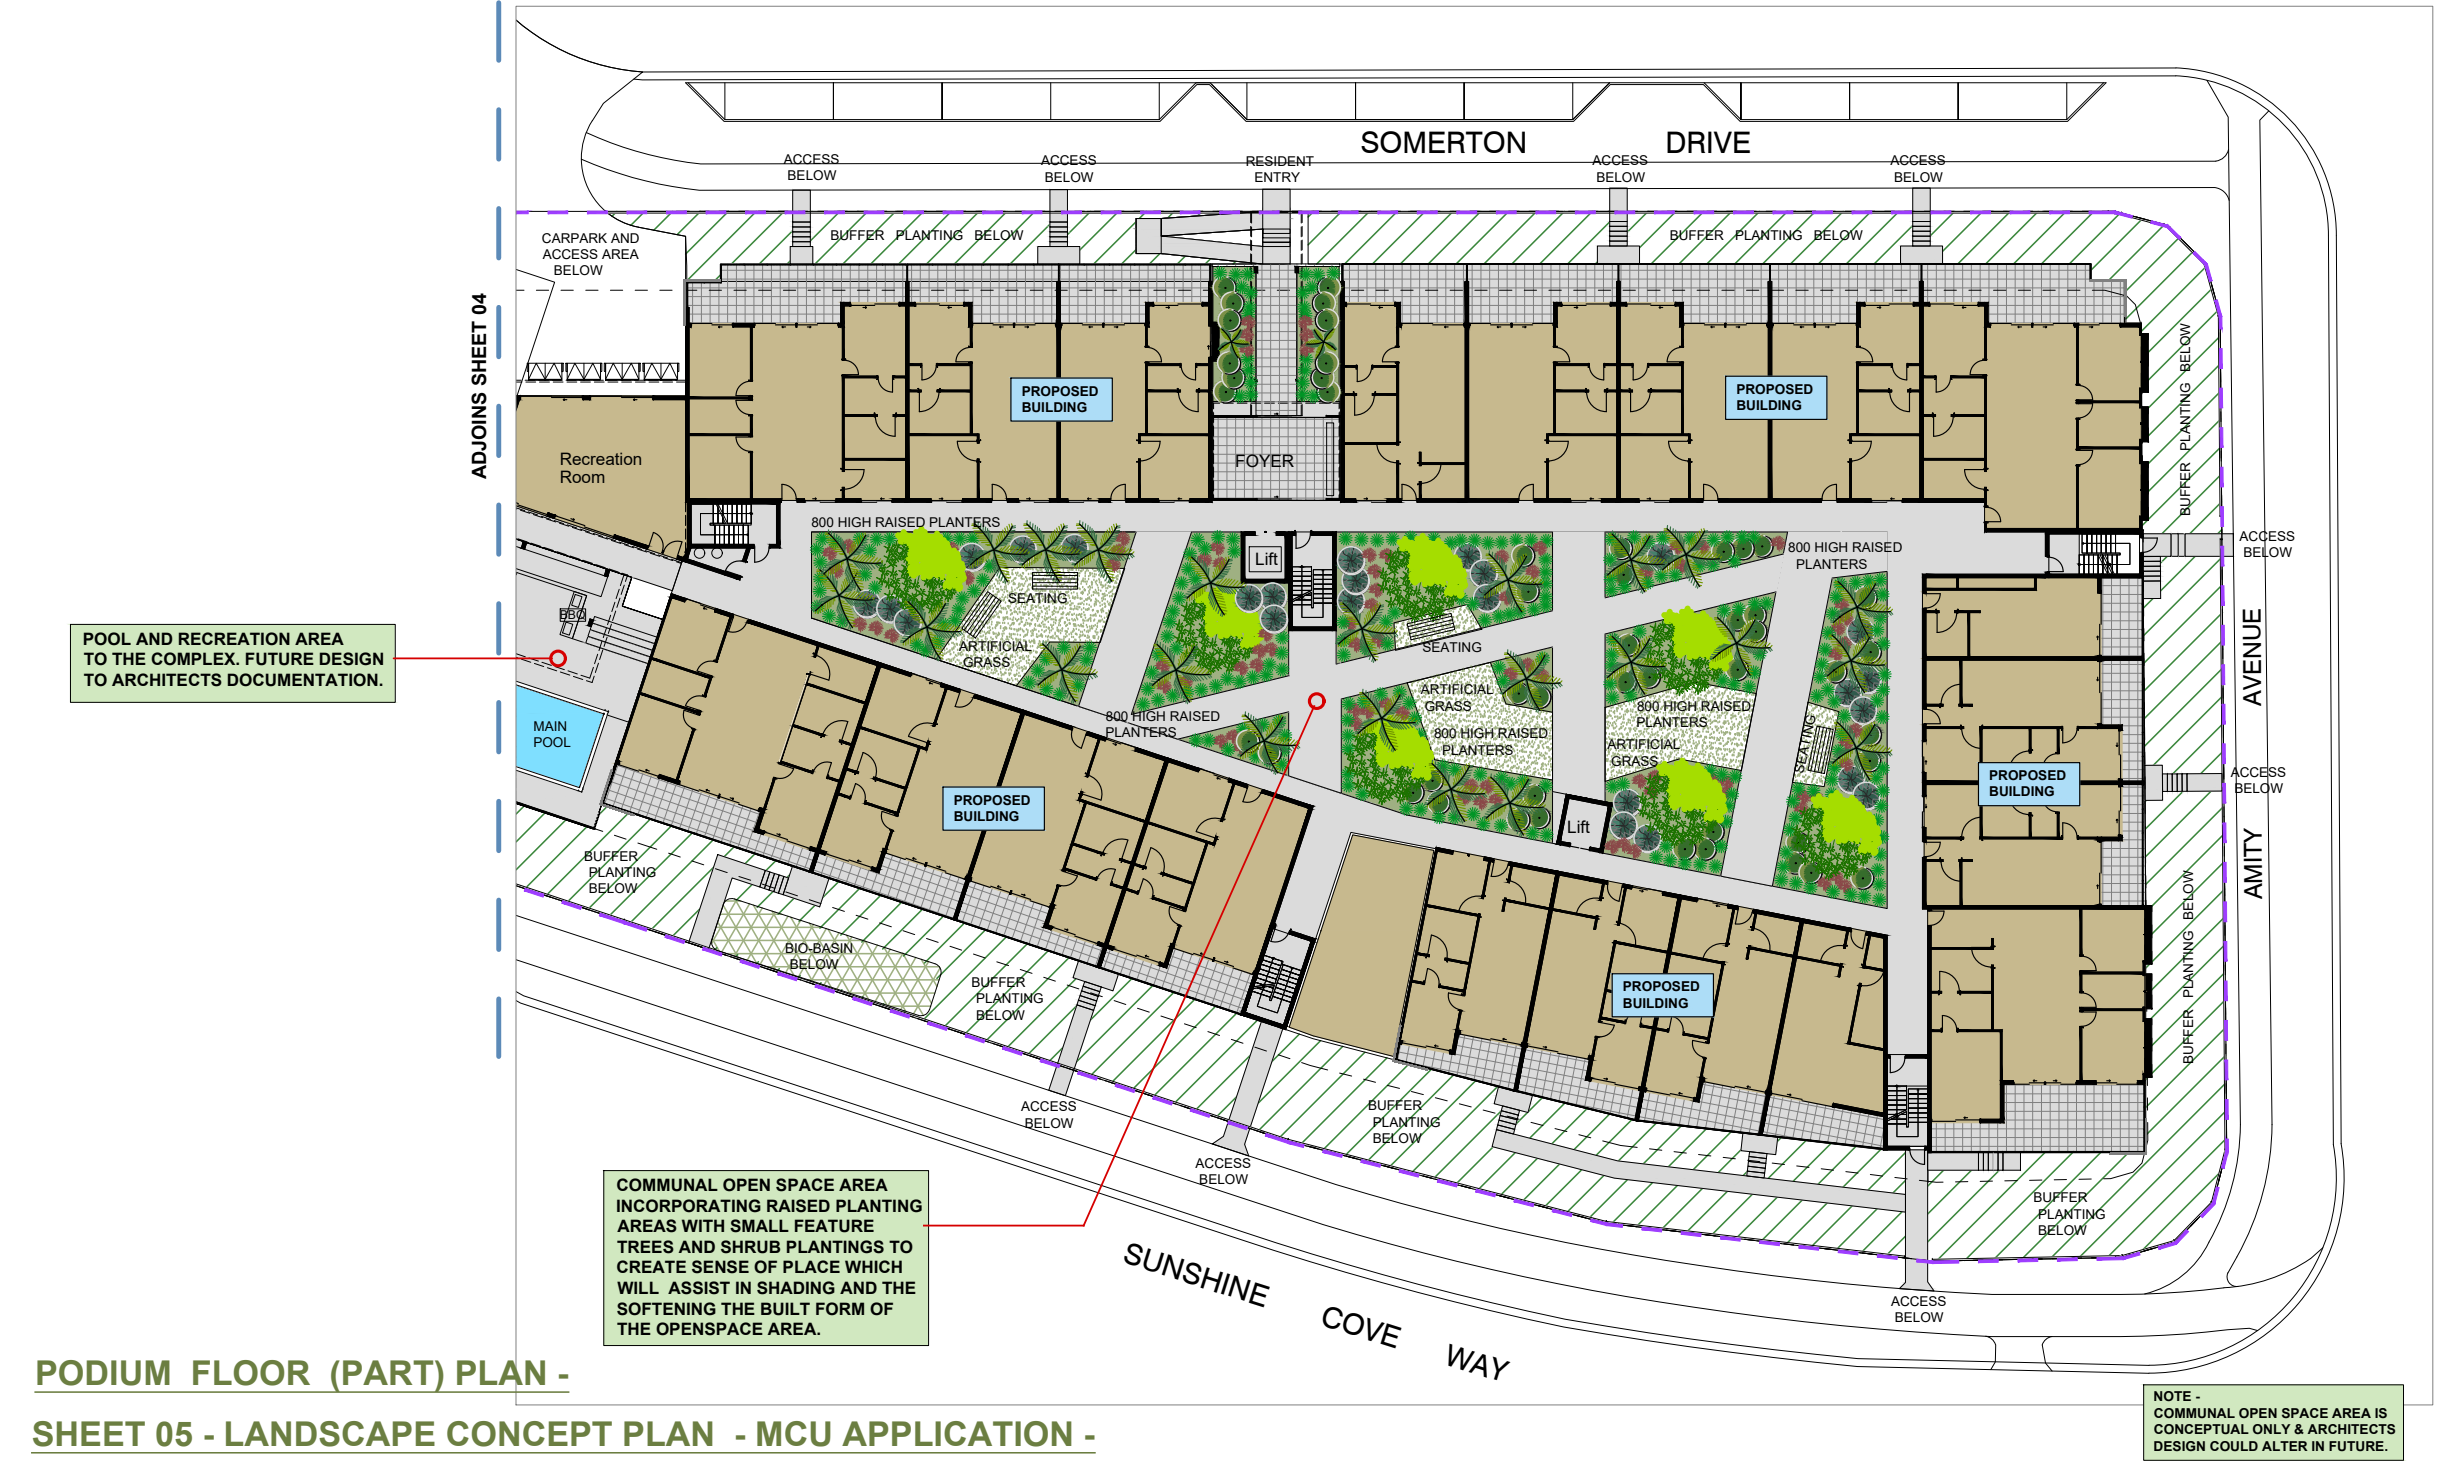 SOMERTON DRIVE
ACCESS
BELOW
ACCESS
BELOW
RESIDENT
ENTRY
ACCESS
BELOW
ACCESS
BELOW
CARPARK AND
ACCESS AREA
BELOW
BUFFER PLANTING BELOW
BUFFER PLANTING BELOW
ADJOINS SHEET 04
PROPOSED
BUILDING
PROPOSED
BUILDING
BUFFER PLANTING BELOW
Recreation
Room
FOYER
800 HIGH RAISED PLANTERS
Lift
800 HIGH RAISED
PLANTERS
ACCESS
BELOW
SEATING
BBQ
ARTIFICIAL
GRASS
SEATING
POOL AND RECREATION AREA
TO THE COMPLEX. FUTURE DESIGN
TO ARCHITECTS DOCUMENTATION.
AMITY AVENUE
ARTIFICIAL
GRASS
800 HIGH RAISED
PLANTERS
800 HIGH RAISED
PLANTERS
800 HIGH RAISED
PLANTERS
ARTIFICIAL
GRASS
SEATING
MAIN
POOL
PROPOSED
BUILDING
PROPOSED
BUILDING
ACCESS
BELOW
Lift
BUFFER
PLANTING
BELOW
BIO-BASIN
BELOW
BUFFER
PLANTING
BELOW
PROPOSED
BUILDING
BUFFER PLANTING BELOW
ACCESS
BELOW
BUFFER
PLANTING
BELOW
ACCESS
BELOW
BUFFER
PLANTING
BELOW
COMMUNAL OPEN SPACE AREA
INCORPORATING RAISED PLANTING
AREAS WITH SMALL FEATURE
TREES AND SHRUB PLANTINGS TO
CREATE SENSE OF PLACE WHICH
WILL ASSIST IN SHADING AND THE
SOFTENING THE BUILT FORM OF
THE OPENSPACE AREA.
SUNSHINE COVE WAY
ACCESS
BELOW
PODIUM FLOOR (PART) PLAN -
SHEET 05 - LANDSCAPE CONCEPT PLAN - MCU APPLICATION -
NOTE -
COMMUNAL OPEN SPACE AREA IS
CONCEPTUAL ONLY & ARCHITECTS
DESIGN COULD ALTER IN FUTURE.